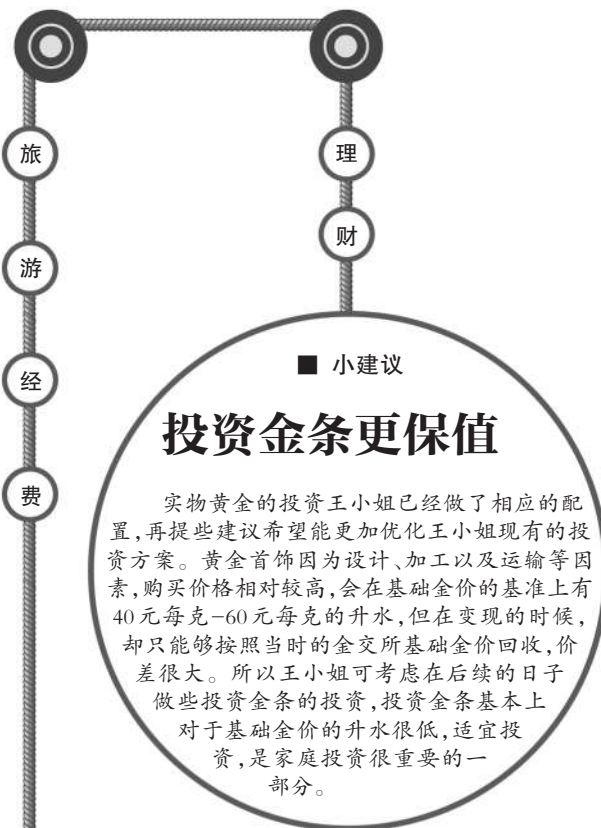 旅
游
经
费
理
财
■ 小建议
投资金条更保值
实物黄金的投资王小姐已经做了相应的配
置,再提些建议希望能更加优化王小姐现有的投
资方案。黄金首饰因为设计、加工以及运输等因
素,购买价格相对较高,会在基础金价的基准上有
40元每克-60元每克的升水,但在变现的时候,
却只能够按照当时的金交所基础金价回收,价
差很大。所以王小姐可考虑在后续的日子
做些投资金条的投资,投资金条基本上
对于基础金价的升水很低,适宜投
资,是家庭投资很重要的一
部分。